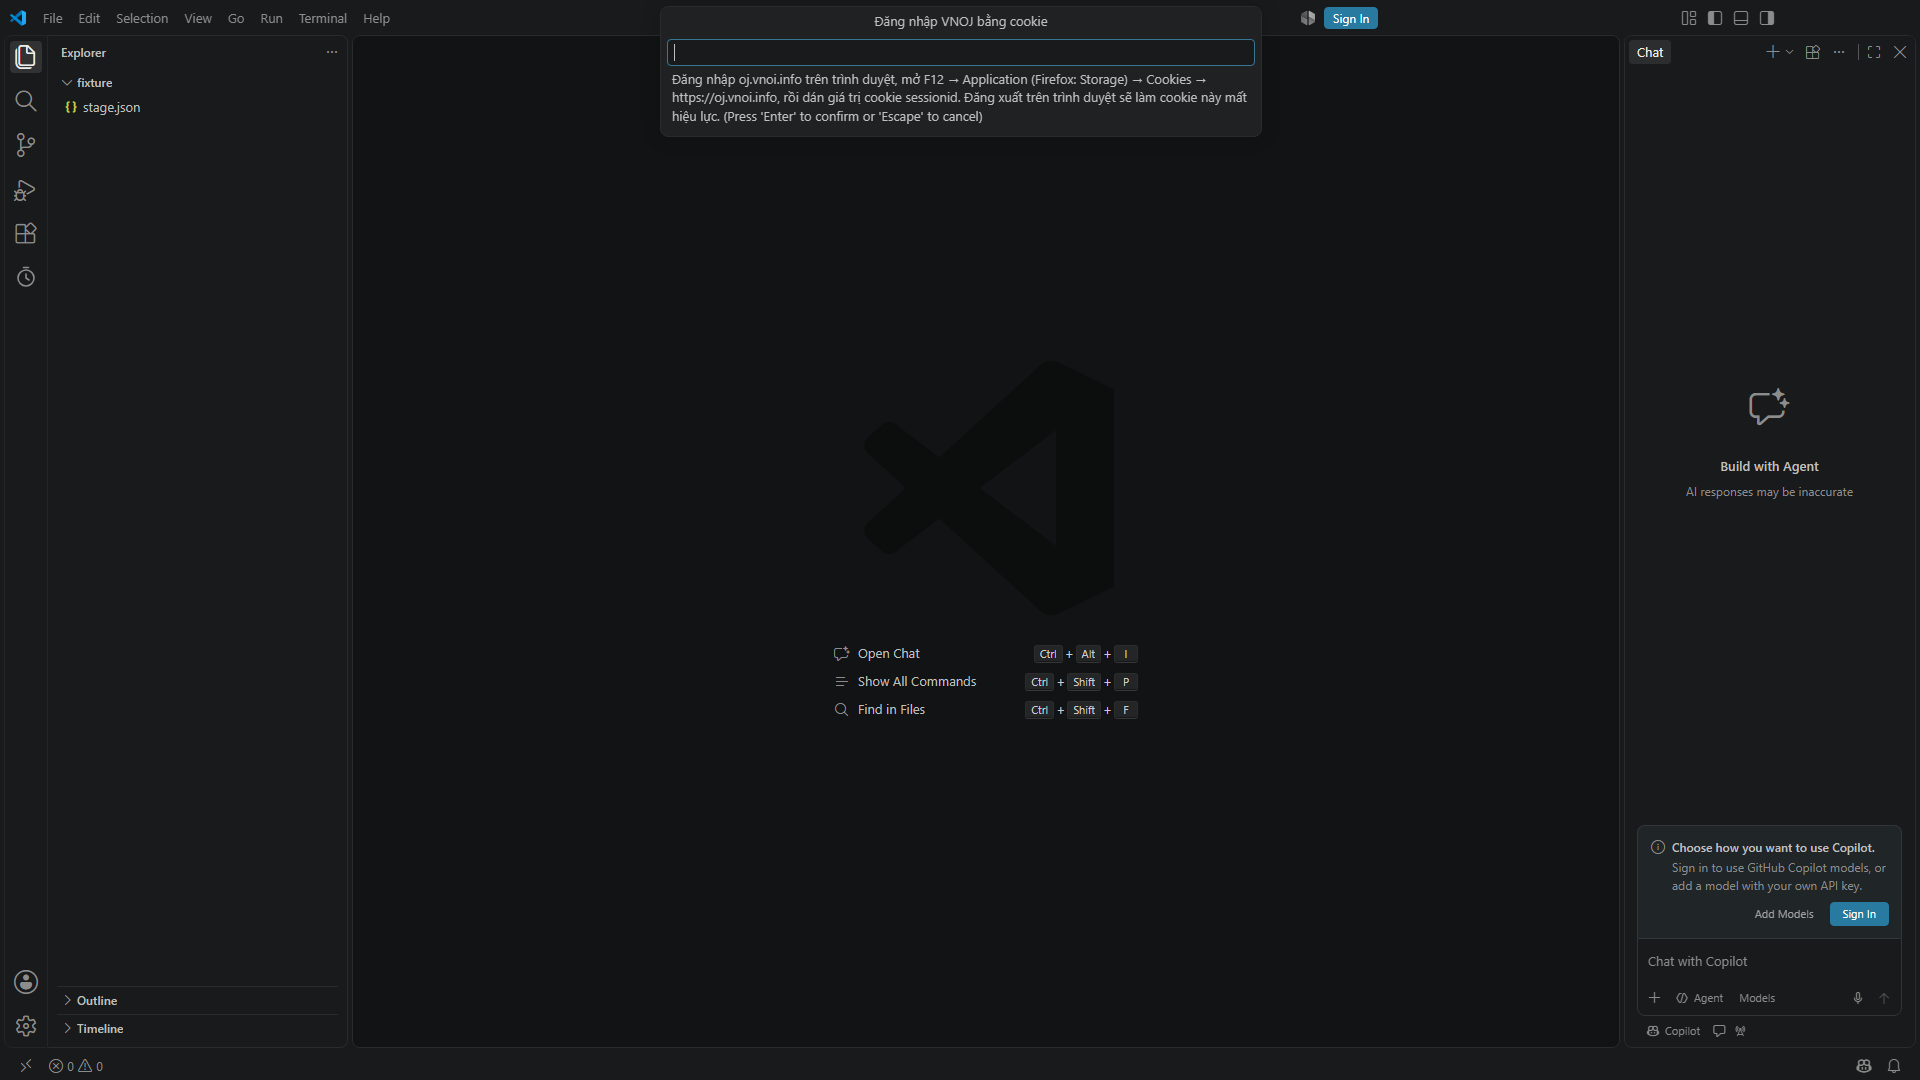 File Edit Selection View Go Run Terminal Help
Đăng nhập VNOJ bằng cookie
Đăng nhập oj.vnoi.info trên trình duyệt, mở F12 → Application (Firefox: Storage) → Cookies →
https://oj.vnoi.info, rồi dán giá trị cookie sessionid. Đăng xuất trên trình duyệt sẽ làm cookie này mất
hiệu lực. (Press 'Enter' to confirm or 'Escape' to cancel)
Sign In
Explorer
fixture
{} stage.json
Outline
Timeline
Open Chat Ctrl + Alt + I
Show All Commands Ctrl + Shift + P
Find in Files Ctrl + Shift + F
Chat
Build with Agent
AI responses may be inaccurate
Choose how you want to use Copilot.
Sign in to use GitHub Copilot models, or
add a model with your own API key.
Add Models Sign In
Chat with Copilot
Agent Models
Copilot
0 0